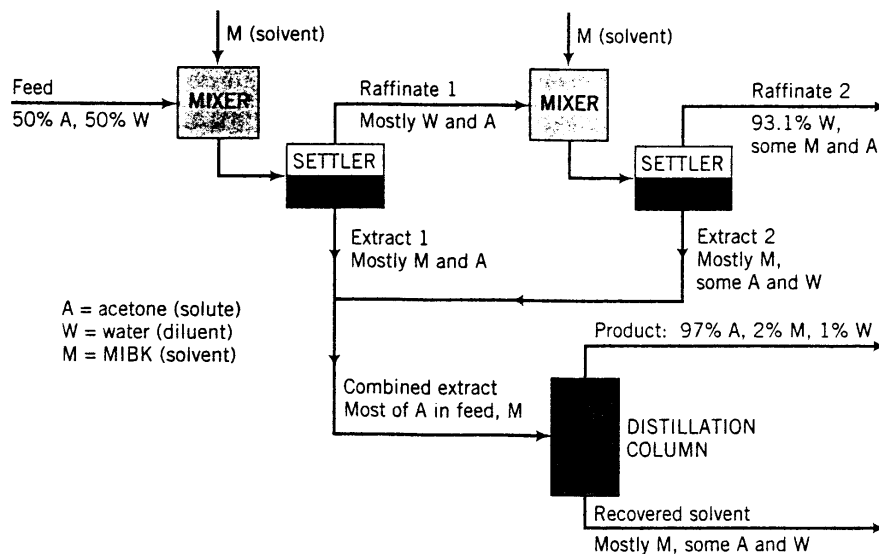 M (solvent)
M (solvent)
Feed
50% A, 50% W
MIXER
Raffinate 1
Mostly W and A
MIXER
Raffinate 2
93.1% W,
some M and A
SETTLER
SETTLER
Extract 1
Mostly M and A
Extract 2
Mostly M,
some A and W
A = acetone (solute)
W = water (diluent)
M = MIBK (solvent)
Product: 97% A, 2% M, 1% W
Combined extract
Most of A in feed, M
DISTILLATION
COLUMN
Recovered solvent
Mostly M, some A and W